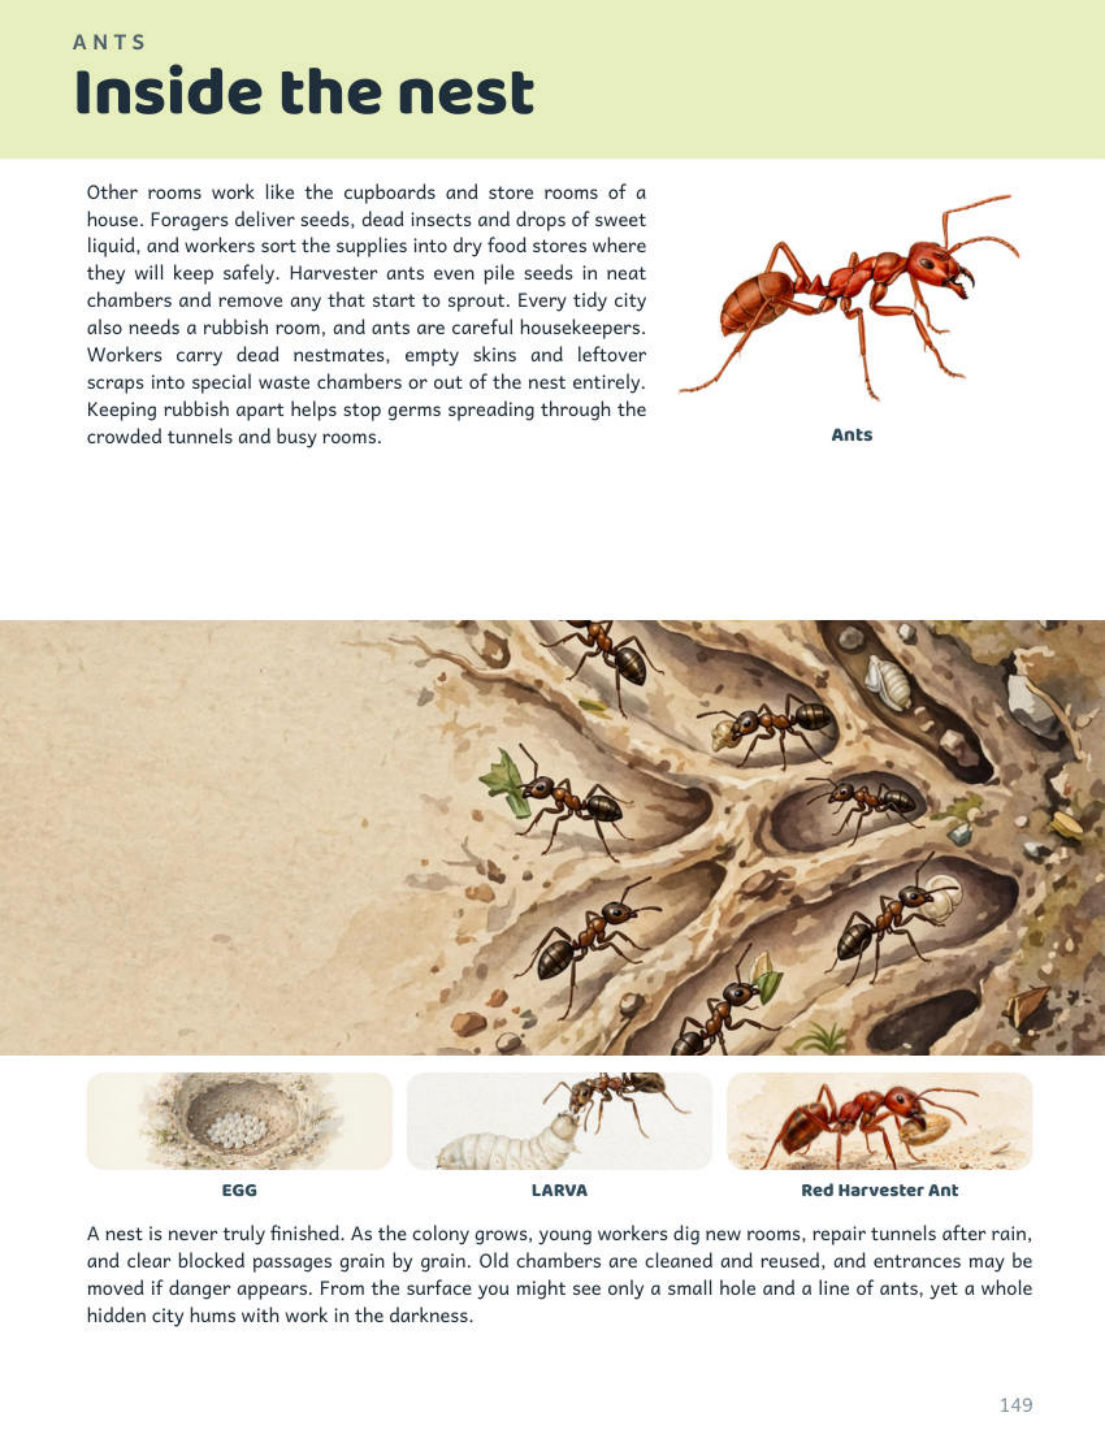 ANTS
Inside the nest
Other rooms work like the cupboards and store rooms of a
house. Foragers deliver seeds, dead insects and drops of sweet
liquid, and workers sort the supplies into dry food stores where
they will keep safely. Harvester ants even pile seeds in neat
chambers and remove any that start to sprout. Every tidy city
also needs a rubbish room, and ants are careful housekeepers.
Workers carry dead nestmates, empty skins and leftover
scraps into special waste chambers or out of the nest entirely.
Keeping rubbish apart helps stop germs spreading through the
crowded tunnels and busy rooms.
Ants
EGG
LARVA
Red Harvester Ant
A nest is never truly finished. As the colony grows, young workers dig new rooms, repair tunnels after rain,
and clear blocked passages grain by grain. Old chambers are cleaned and reused, and entrances may be
moved if danger appears. From the surface you might see only a small hole and a line of ants, yet a whole
hidden city hums with work in the darkness.
149